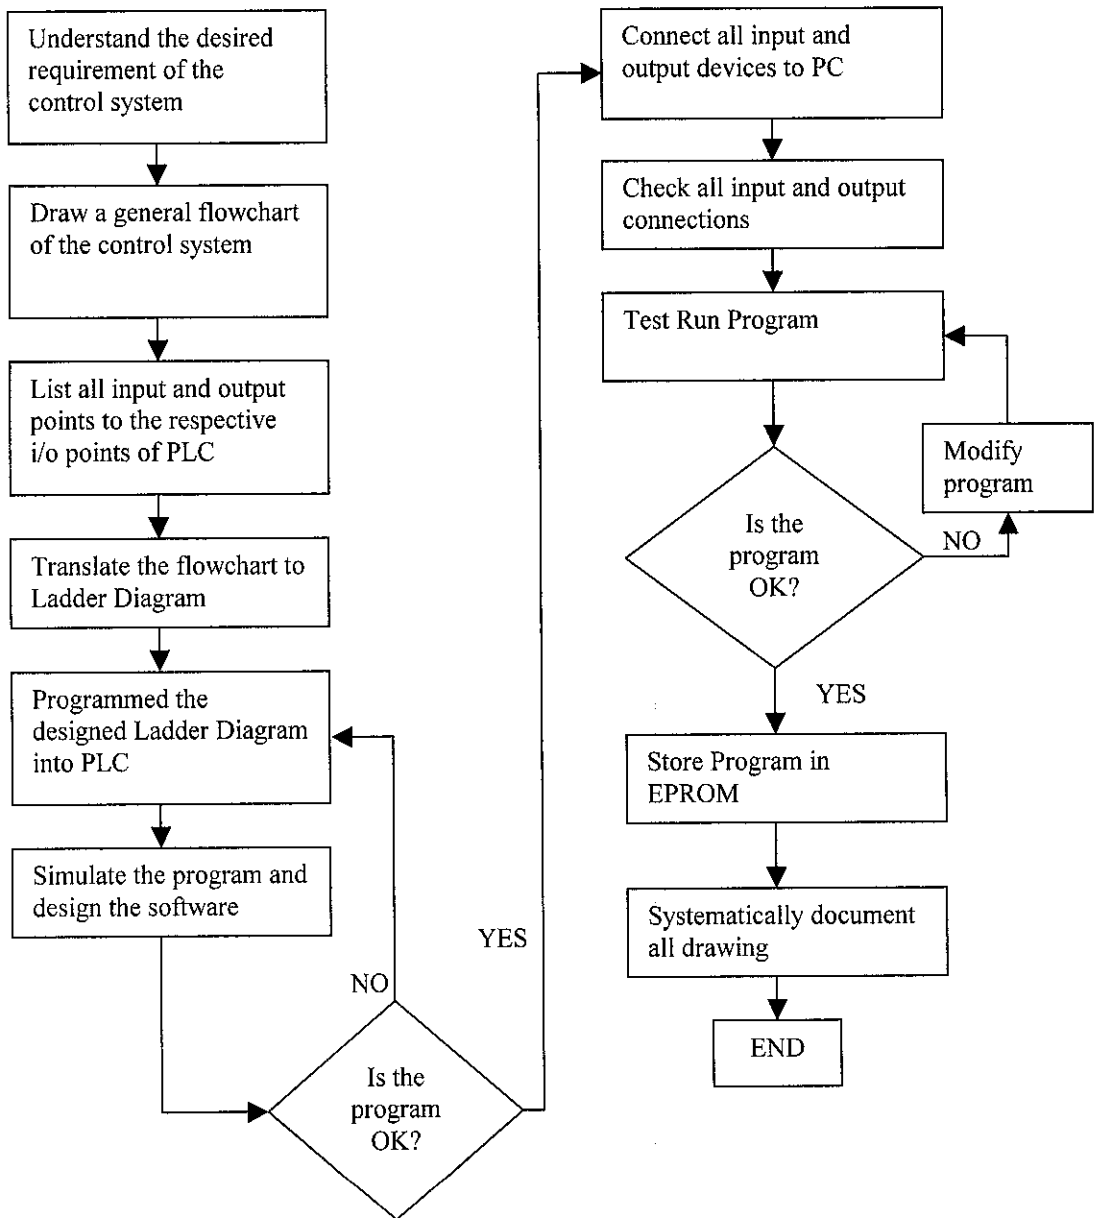 Understand the desired
requirement of the
control system
Draw a general flowchart
of the control system
List all input and output
points to the respective
i/o points of PLC
Translate the flowchart to
Ladder Diagram
Programmed the
designed Ladder Diagram
into PLC
Simulate the program and
design the software
NO
Is the
program
OK?
YES
Connect all input and
output devices to PC
Check all input and output
connections
Test Run Program
Modify
program
Is the
program
OK?
NO
YES
Store Program in
EPROM
Systematically document
all drawing
END